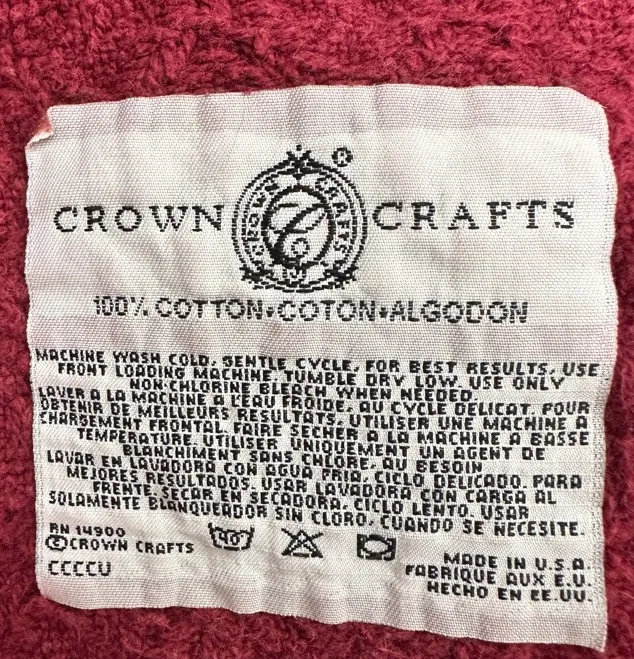 ®
CROWN CRAFTS
CROWN CRAFTS
100% COTTON•COTON•ALGODON
MACHINE WASH COLD, GENTLE CYCLE, FOR BEST RESULTS, USE
FRONT LOADING MACHINE, TUMBLE DRY LOW. USE ONLY
NON-CHLORINE BLEACH WHEN NEEDED.
LAVER A LA MACHINE A L'EAU FROIDE, AU CYCLE DELICAT. POUR
OBTENIR DE MEILLEURS RESULTATS, UTILISER UNE MACHINE A
CHARGEMENT FRONTAL. FAIRE SECHER A LA MACHINE A BASSE
TEMPERATURE. UTILISER UNIQUEMENT UN AGENT DE
BLANCHIMENT SANS CHLORE, AU BESOIN
LAVAR EN LAVADORA CON AGUA FRIA, CICLO DELICADO. PARA
MEJORES RESULTADOS, USAR LAVADORA CON CARGA AL
FRENTE. SECAR EN SECADORA, CICLO LENTO. USAR
SOLAMENTE BLANQUEADOR SIN CLORO, CUANDO SE NECESITE.
RN 14900
©CROWN CRAFTS
CCCCU
MADE IN U.S.A.
FABRIQUE AUX E.U.
HECHO EN EE.UU.